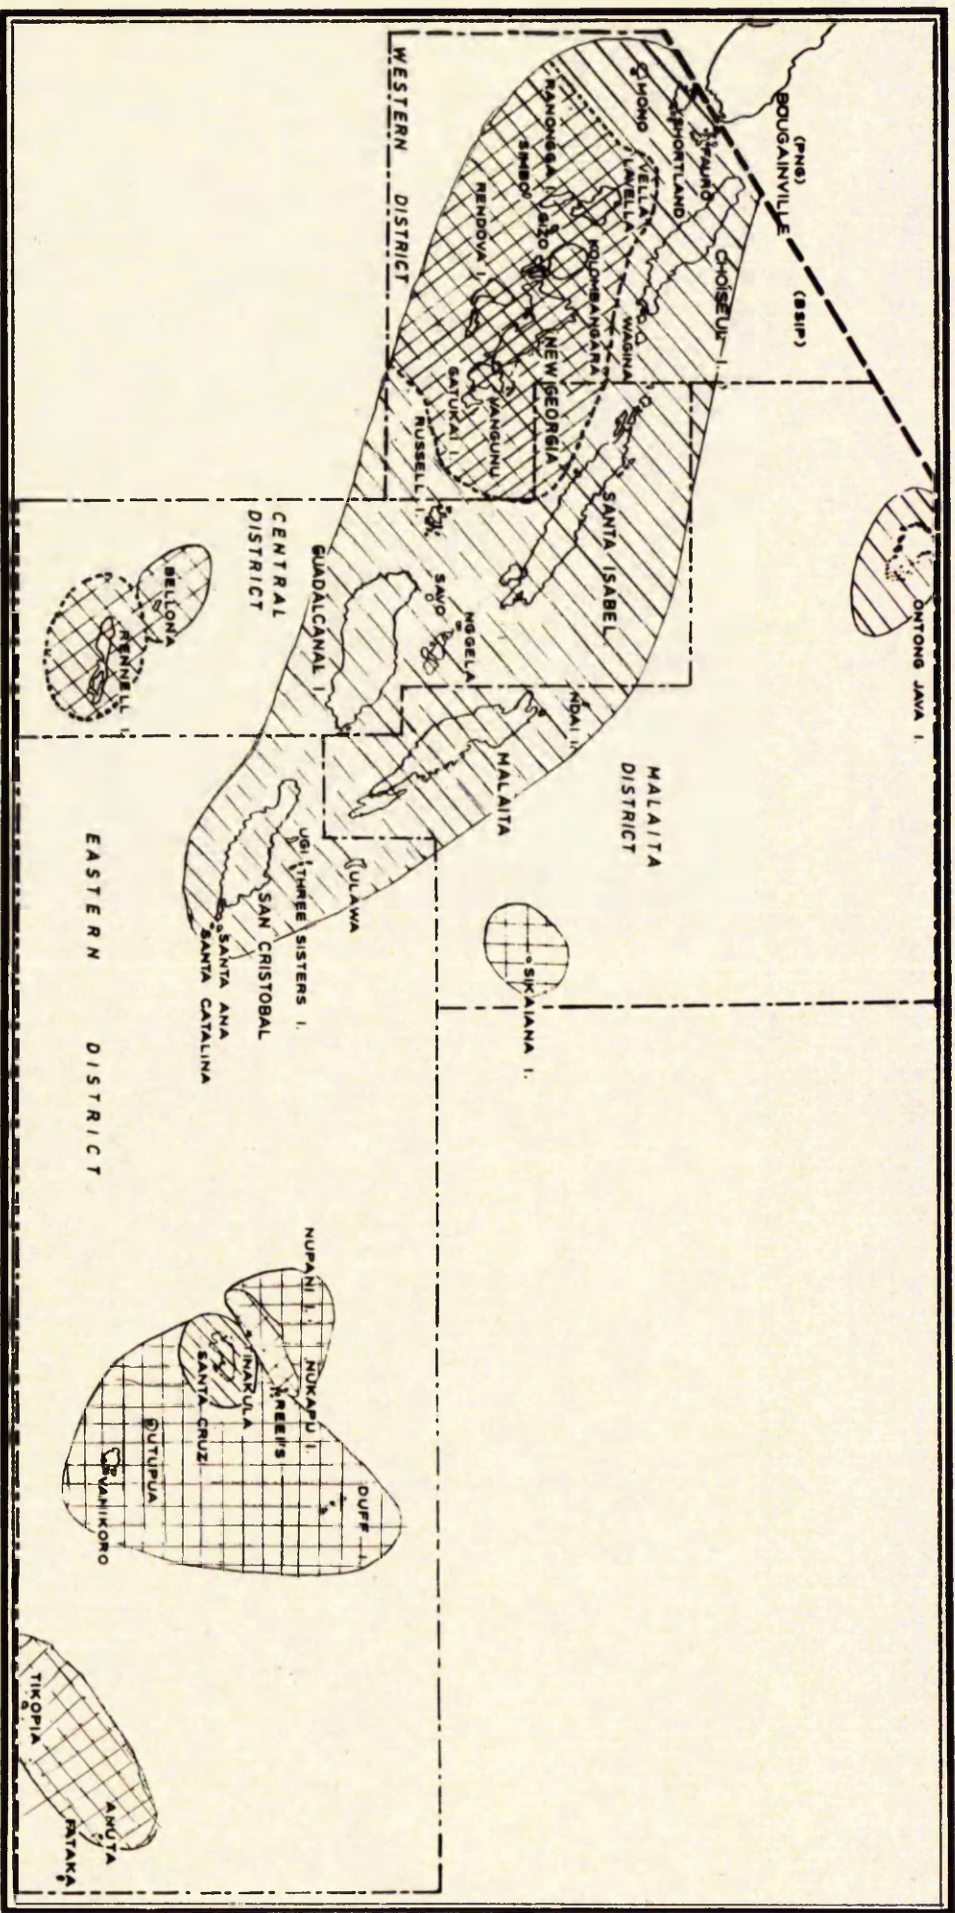 (PNG)
BOUGAINVILLE
(BSIP)
ONTONG JAVA I.
CHOISEUL I.
FAURO
SHORTLAND
MONO
VELLA
LAVELLA
WAGINA
KOLOMBANGARA
RANONGGA I.
SIMBO
GIZO
NEW GEORGIA
RENDOVA I.
VANGUNU
GATUKAI I.
RUSSELL I.
WESTERN DISTRICT
SANTA ISABEL
NDAI I.
MALAITA
DISTRICT
MALAITA
SAVO
NGGELA
GUADALCANAL I.
CENTRAL
DISTRICT
BELLONA
RENNELL I.
ULAWA
UGI I.
THREE SISTERS I.
SAN CRISTOBAL
SANTA ANA
SANTA CATALINA
SIKAIANA I.
EASTERN DISTRICT
NUPANI I.
NUKAPU I.
REEFS
TINAKULA
SANTA CRUZ
DUFF I.
UTUPUA
VANIKORO
TIKOPIA
ANUTA
FATAKA